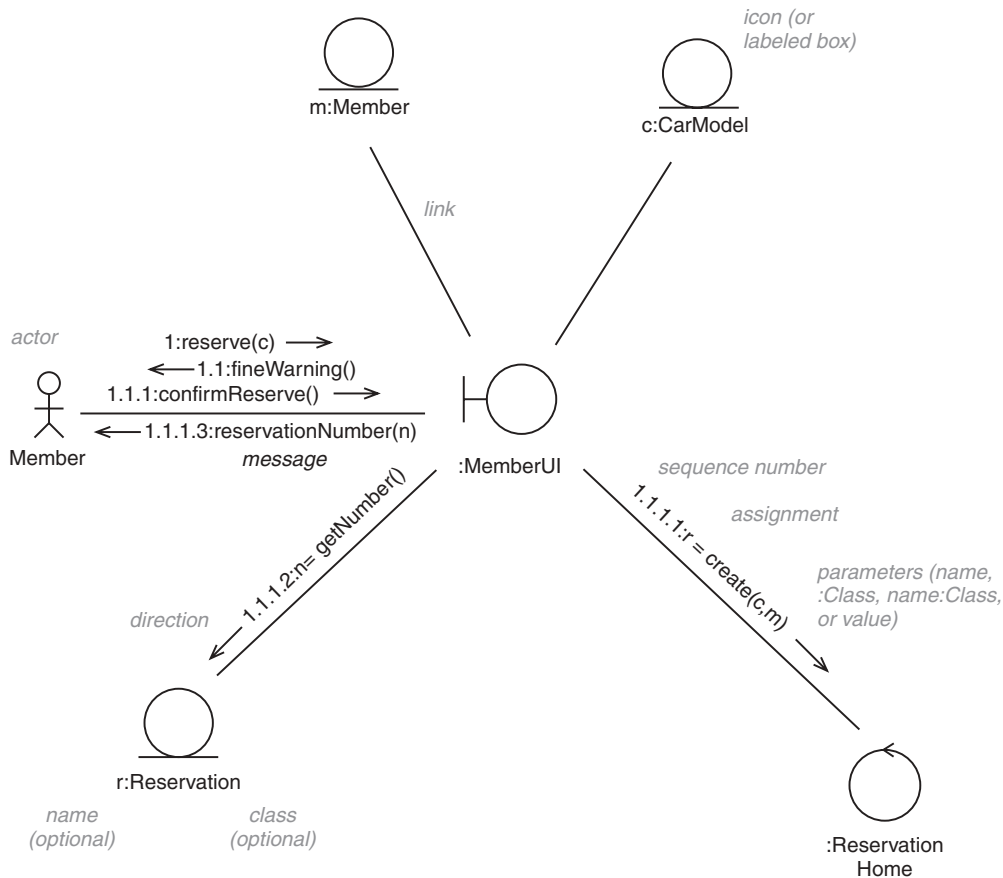 icon (or
labeled box)
m:Member
c:CarModel
link
actor
1:reserve(c)
1.1:fineWarning()
1.1.1:confirmReserve()
1.1.1.3:reservationNumber(n)
Member
message
:MemberUI
sequence number
1.1.1.1:r = create(c,m)
assignment
1.1.1.2:n= getNumber()
parameters (name,
:Class, name:Class,
or value)
direction
r:Reservation
name
(optional)
class
(optional)
:Reservation
Home